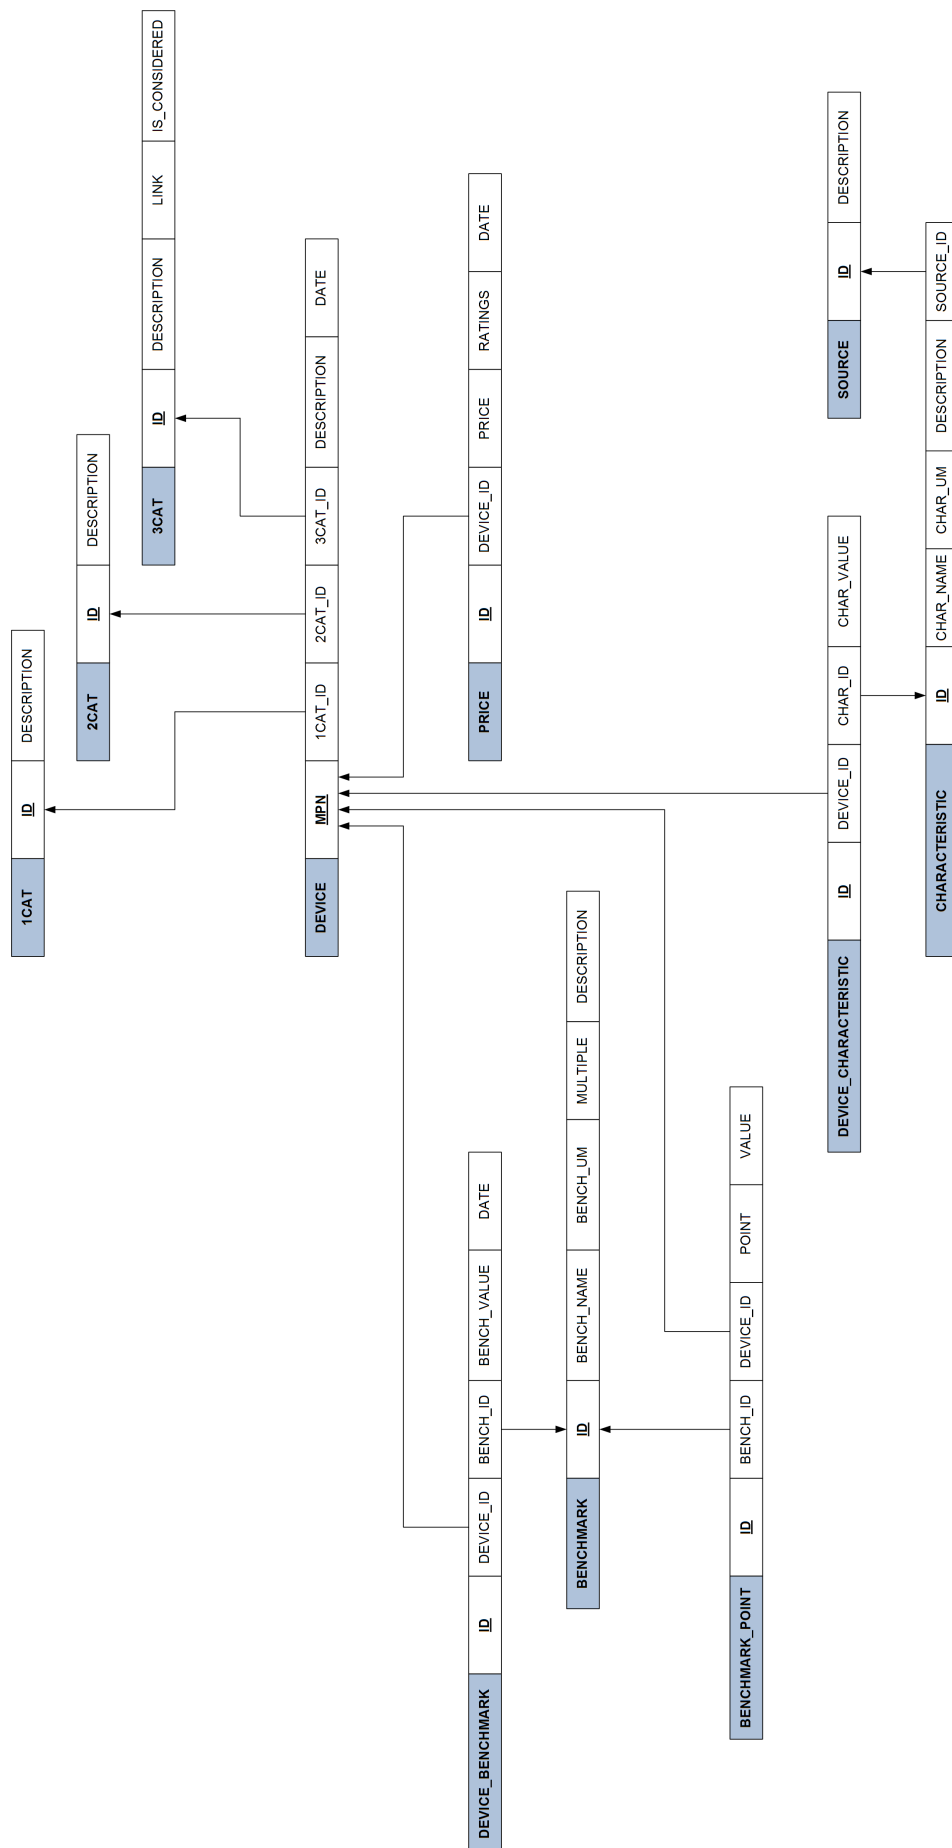 1CAT ID DESCRIPTION
2CAT ID DESCRIPTION
3CAT ID DESCRIPTION LINK IS_CONSIDERED
DEVICE MPN 1CAT_ID 2CAT_ID 3CAT_ID DESCRIPTION DATE
DEVICE_BENCHMARK ID DEVICE_ID BENCH_ID BENCH_VALUE DATE
PRICE ID DEVICE_ID PRICE RATINGS DATE
BENCHMARK ID BENCH_NAME BENCH_UM MULTIPLE DESCRIPTION
BENCHMARK_POINT ID BENCH_ID DEVICE_ID POINT VALUE
DEVICE_CHARACTERISTIC ID DEVICE_ID CHAR_ID CHAR_VALUE
SOURCE ID DESCRIPTION
CHARACTERISTIC ID CHAR_NAME CHAR_UM DESCRIPTION SOURCE_ID